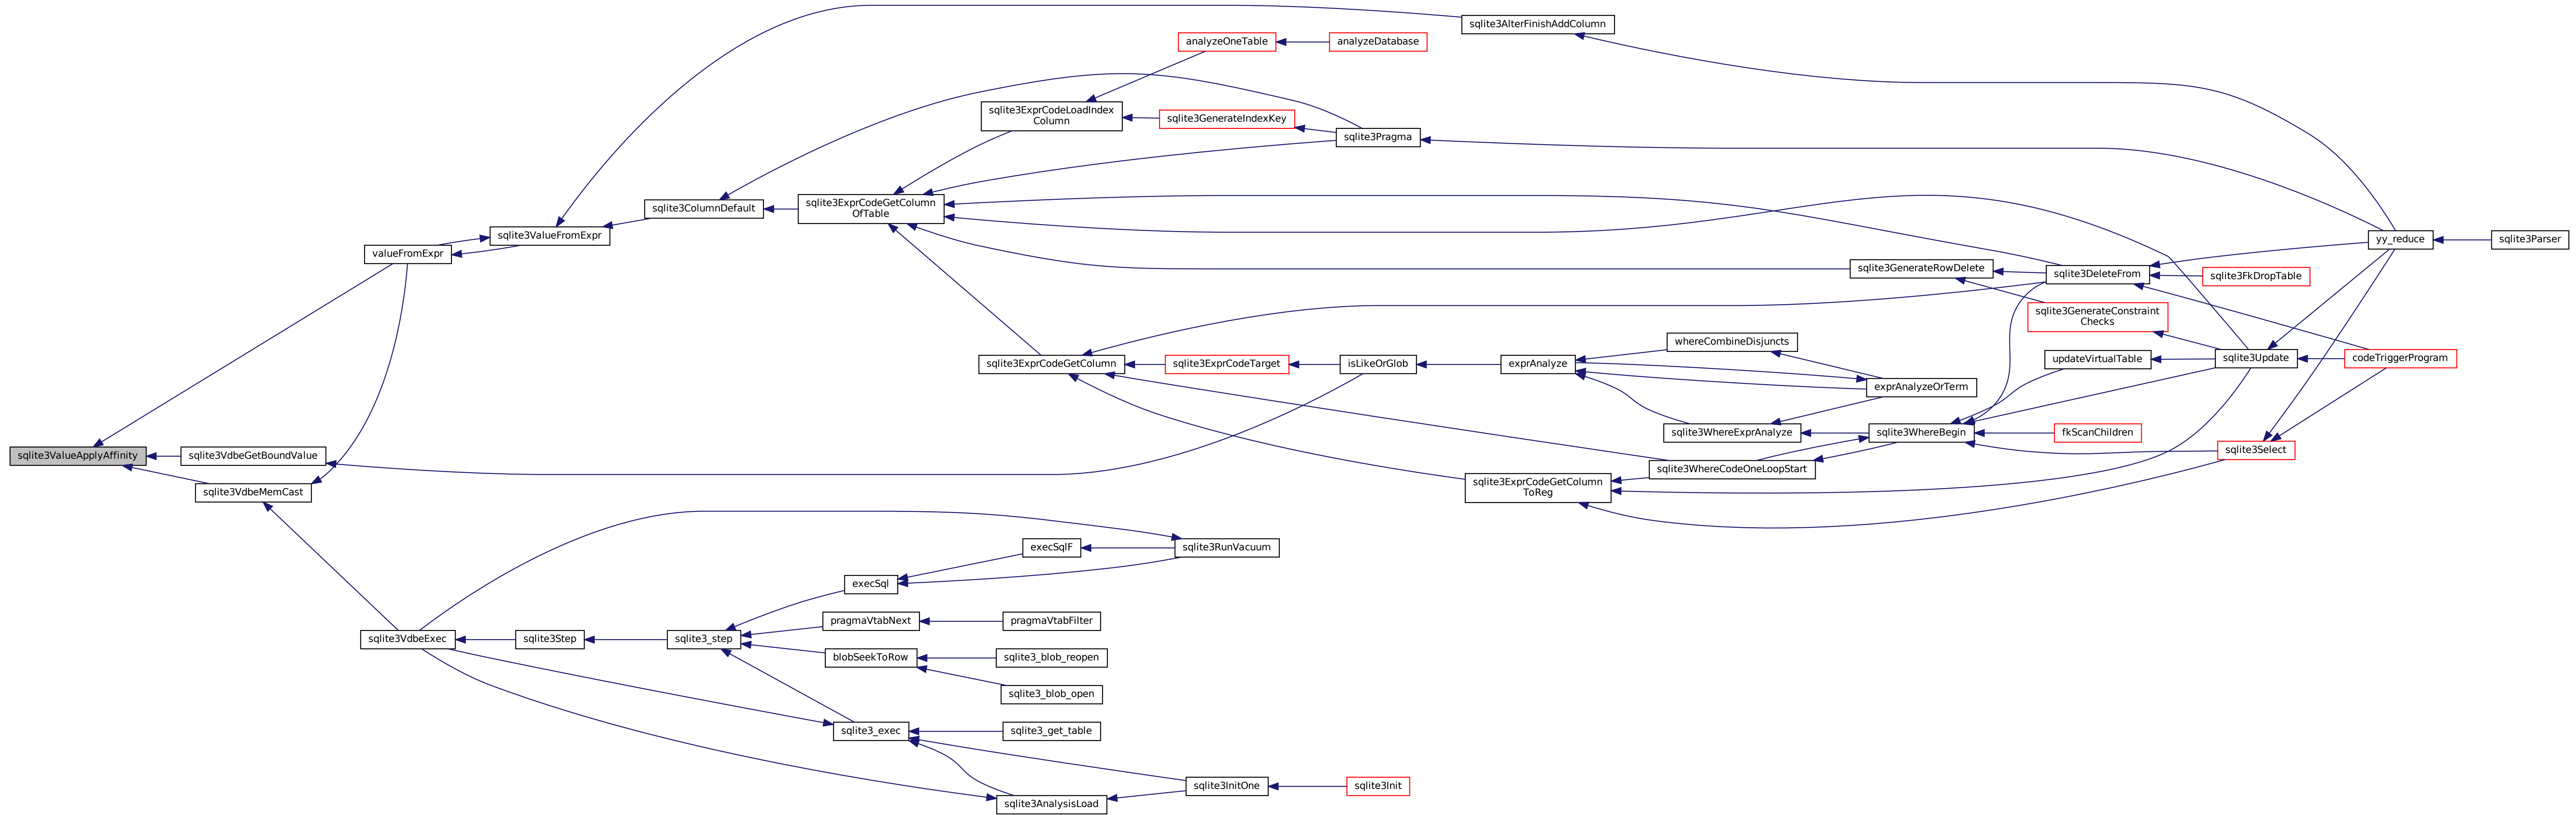 sqlite3AlterFinishAddColumn
analyzeOneTable
analyzeDatabase
sqlite3ExprCodeLoadIndex
Column
sqlite3GenerateIndexKey
sqlite3Pragma
sqlite3ColumnDefault
sqlite3ExprCodeGetColumn
OfTable
sqlite3ValueFromExpr
valueFromExpr
yy_reduce
sqlite3Parser
sqlite3GenerateRowDelete
sqlite3DeleteFrom
sqlite3FkDropTable
sqlite3GenerateConstraint
Checks
whereCombineDisjuncts
updateVirtualTable
sqlite3Update
codeTriggerProgram
sqlite3ExprCodeGetColumn
sqlite3ExprCodeTarget
isLikeOrGlob
exprAnalyze
exprAnalyzeOrTerm
sqlite3WhereExprAnalyze
sqlite3WhereBegin
fkScanChildren
sqlite3Select
sqlite3ValueApplyAffinity
sqlite3VdbeGetBoundValue
sqlite3WhereCodeOneLoopStart
sqlite3VdbeMemCast
sqlite3ExprCodeGetColumn
ToReg
execSqlF
sqlite3RunVacuum
execSql
pragmaVtabNext
pragmaVtabFilter
sqlite3VdbeExec
sqlite3Step
sqlite3_step
blobSeekToRow
sqlite3_blob_reopen
sqlite3_blob_open
sqlite3_exec
sqlite3_get_table
sqlite3InitOne
sqlite3Init
sqlite3AnalysisLoad